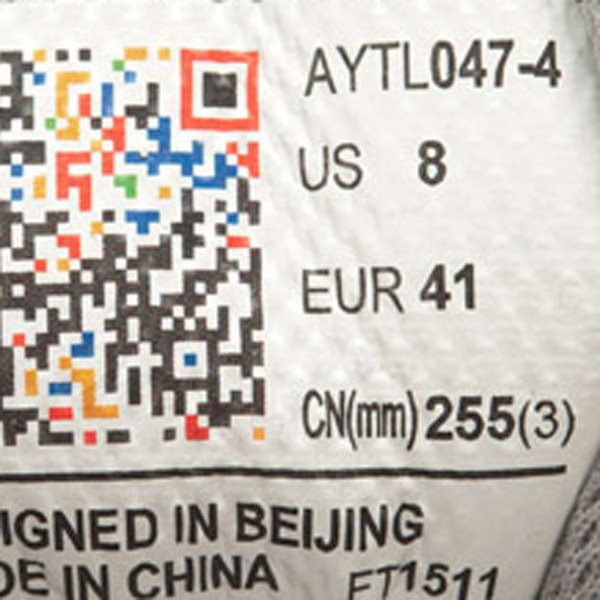 AYTL047-4
US 8
EUR 41
CN(mm) 255(3)
IGNED IN BEIJING
DE IN CHINA FT1511